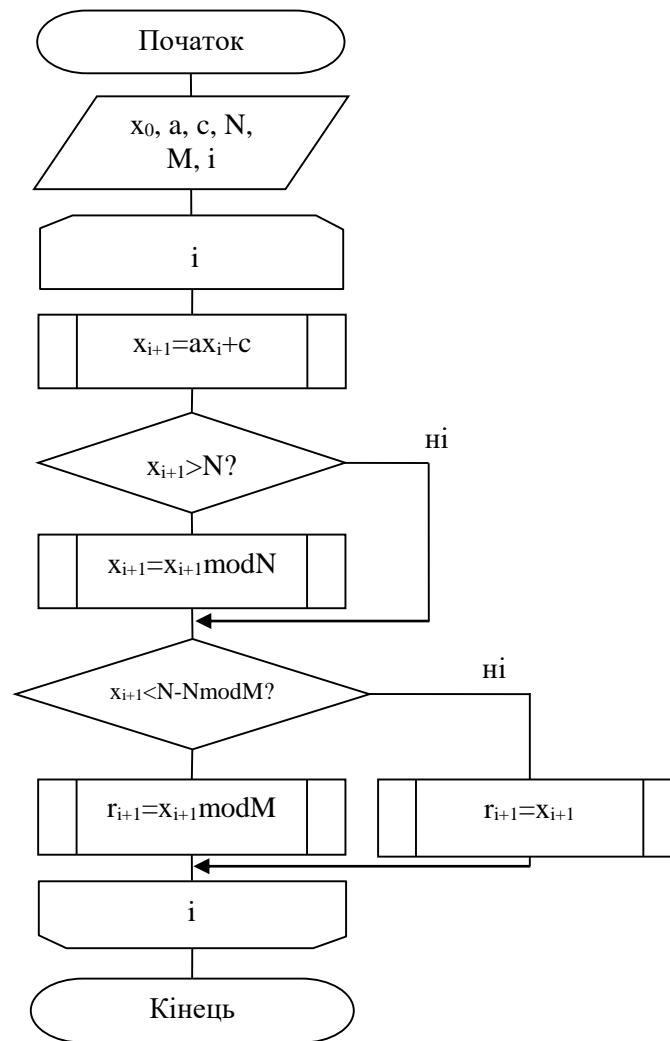 Початок
x₀, a, c, N,
M, i
i
xᵢ₊₁=axᵢ+c
ні
xᵢ₊₁>N?
xᵢ₊₁=xᵢ₊₁modN
ні
xᵢ₊₁<N-NmodM?
rᵢ₊₁=xᵢ₊₁modM
rᵢ₊₁=xᵢ₊₁
i
Кінець